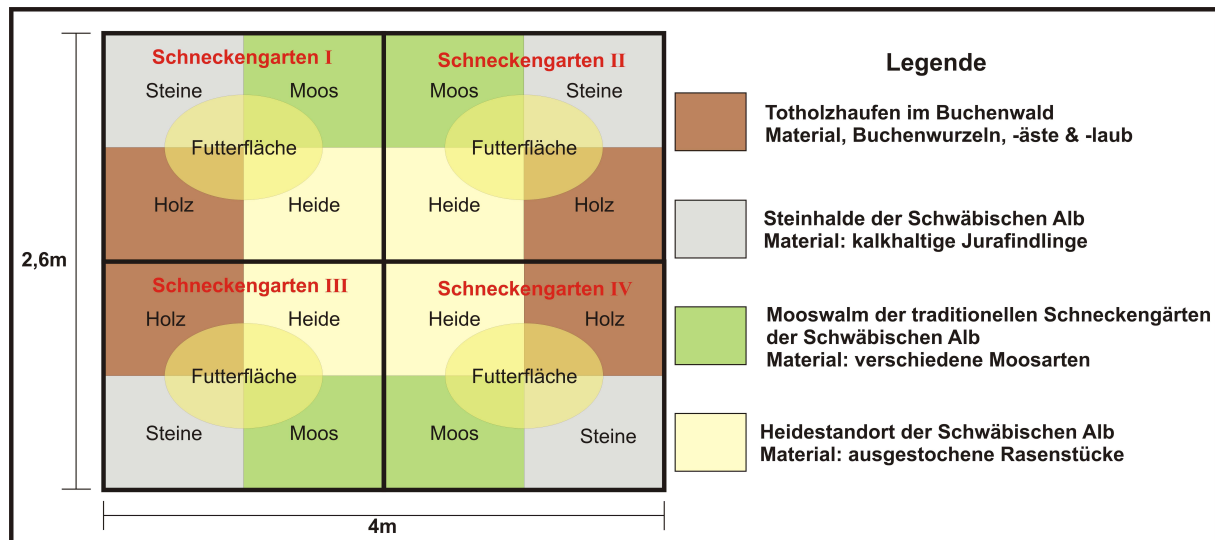 Schneckengarten I
Steine
Moos
Futterfläche
Holz
Heide
Schneckengarten II
Moos
Steine
Futterfläche
Heide
Holz
Schneckengarten III
Holz
Heide
Futterfläche
Steine
Moos
Schneckengarten IV
Heide
Holz
Futterfläche
Moos
Steine
2,6m
4m
Legende
Totholzhaufen im Buchenwald
Material, Buchenwurzeln, -äste & -laub
Steinhalde der Schwäbischen Alb
Material: kalkhaltige Jurafindlinge
Mooswalm der traditionellen Schneckengärten
der Schwäbischen Alb
Material: verschiedene Moosarten
Heidestandort der Schwäbischen Alb
Material: ausgestochene Rasenstücke